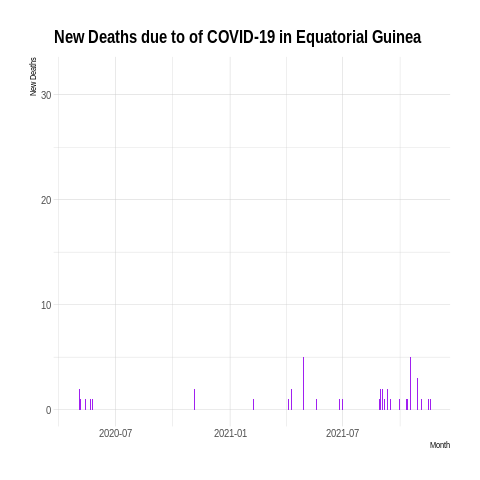 New Deaths due to of COVID-19 in Equatorial Guinea
New Deaths
30
20
10
0
2020-07 2021-01 2021-07
Month